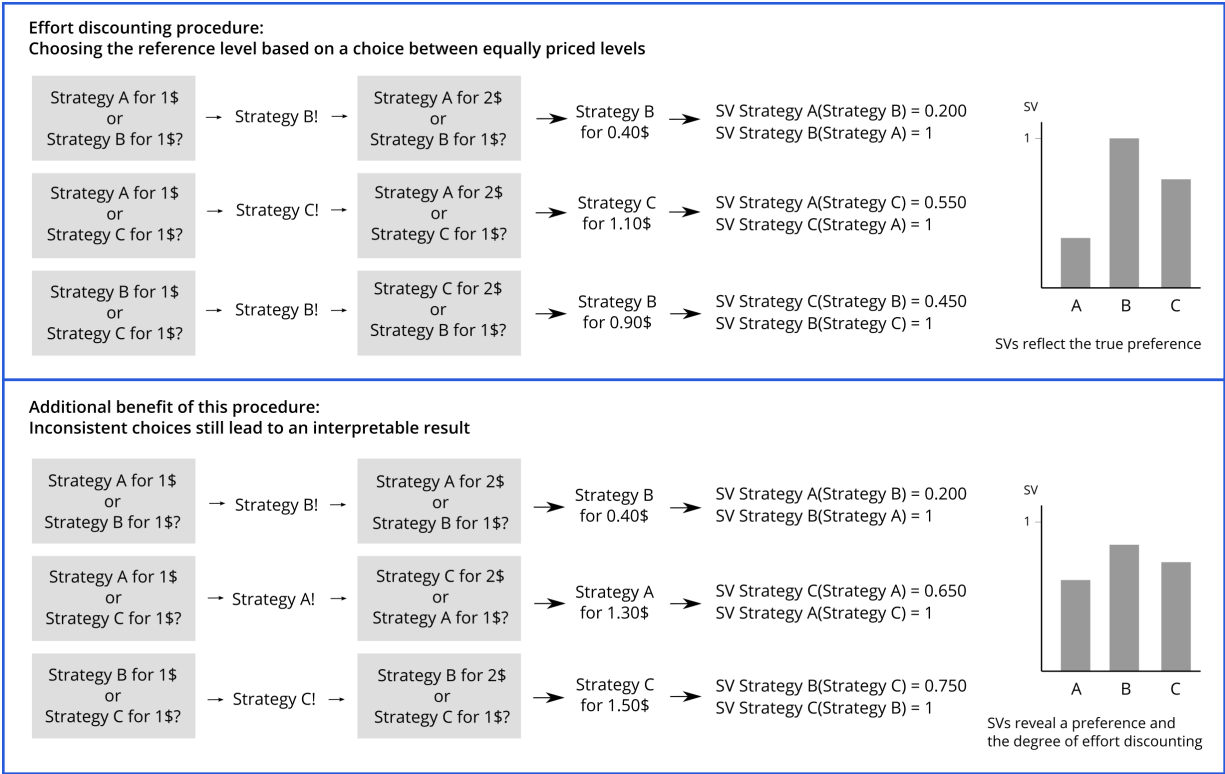 Effort discounting procedure:
Choosing the reference level based on a choice between equally priced levels
Strategy A for 1$
or
Strategy B for 1$?
Strategy B!
Strategy A for 2$
or
Strategy B for 1$?
Strategy B
for 0.40$
SV Strategy A(Strategy B) = 0.200
SV Strategy B(Strategy A) = 1
Strategy A for 1$
or
Strategy C for 1$?
Strategy C!
Strategy A for 2$
or
Strategy C for 1$?
Strategy C
for 1.10$
SV Strategy A(Strategy C) = 0.550
SV Strategy C(Strategy A) = 1
Strategy B for 1$
or
Strategy C for 1$?
Strategy B!
Strategy C for 2$
or
Strategy B for 1$?
Strategy B
for 0.90$
SV Strategy C(Strategy B) = 0.450
SV Strategy B(Strategy C) = 1
SV
1
A B C
SVs reflect the true preference
Additional benefit of this procedure:
Inconsistent choices still lead to an interpretable result
Strategy A for 1$
or
Strategy B for 1$?
Strategy B!
Strategy A for 2$
or
Strategy B for 1$?
Strategy B
for 0.40$
SV Strategy A(Strategy B) = 0.200
SV Strategy B(Strategy A) = 1
Strategy A for 1$
or
Strategy C for 1$?
Strategy A!
Strategy C for 2$
or
Strategy A for 1$?
Strategy A
for 1.30$
SV Strategy C(Strategy A) = 0.650
SV Strategy A(Strategy C) = 1
Strategy B for 1$
or
Strategy C for 1$?
Strategy C!
Strategy B for 2$
or
Strategy C for 1$?
Strategy C
for 1.50$
SV Strategy B(Strategy C) = 0.750
SV Strategy C(Strategy B) = 1
SV
1
A B C
SVs reveal a preference and
the degree of effort discounting